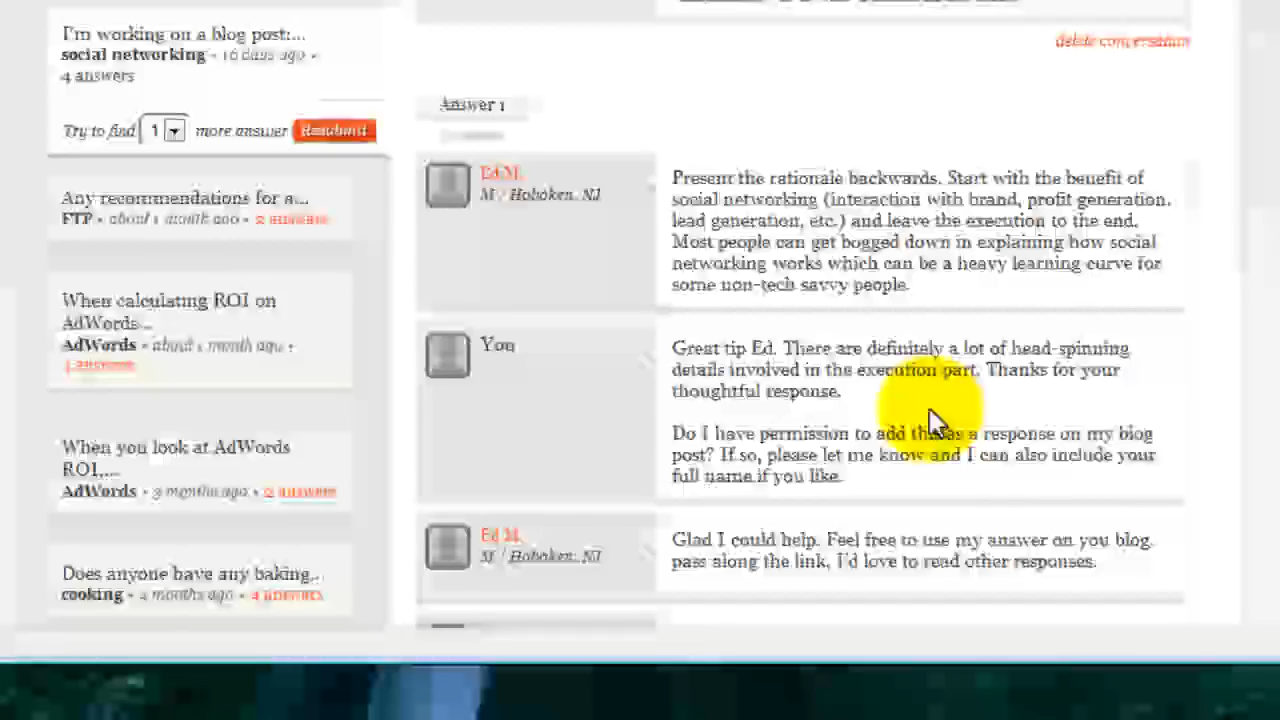 I'm working on a blog post:...
social networking • 16 days ago •
4 answers
Try to find 1 more answer Resubmit
Any recommendations for a...
FTP • about 1 month ago • 2 answers
When calculating ROI on
AdWords...
AdWords • about 1 month ago •
When you look at AdWords
ROI,...
AdWords • 3 months ago • 2 answers
Does anyone have any baking...
cooking • 4 months ago • 4 answers
delete conversation
Answer 1
Ed M.
M / Hoboken, NJ
Present the rationale backwards. Start with the benefit of
social networking (interaction with brand, profit generation,
lead generation, etc.) and leave the execution to the end.
Most people can get bogged down in explaining how social
networking works which can be a heavy learning curve for
some non-tech savvy people.
You
Great tip Ed. There are definitely a lot of head-spinning
details involved in the execution part. Thanks for your
thoughtful response.
Do I have permission to add this as a response on my blog
post? If so, please let me know and I can also include your
full name if you like.
Ed M.
M / Hoboken, NJ
Glad I could help. Feel free to use my answer on you blog.
pass along the link, I'd love to read other responses.